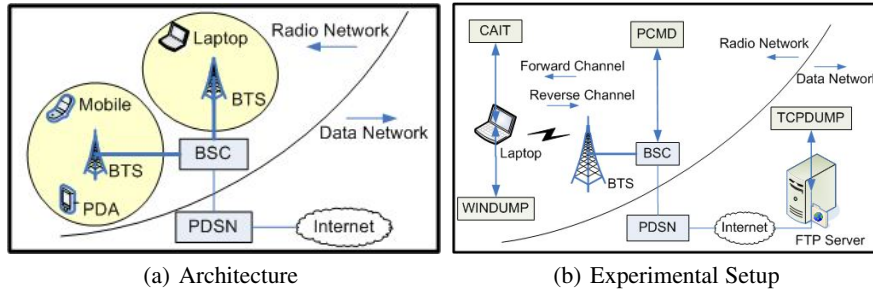 Laptop
Radio Network
BTS
Mobile
Data Network
BTS
BSC
PDA
PDSN
Internet
(a) Architecture
CAIT
PCMD
Radio Network
Forward Channel
Data Network
Reverse Channel
TCPDUMP
Laptop
BSC
BTS
WINDUMP
PDSN
Internet
FTP Server
(b) Experimental Setup